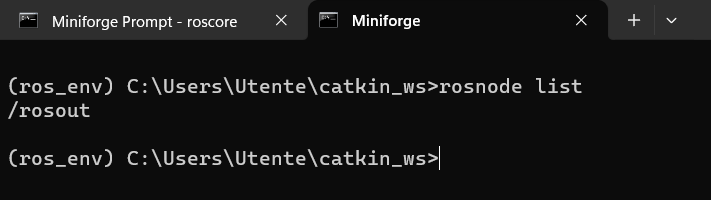 Miniforge Prompt - roscore
Miniforge
(ros_env) C:\Users\Utente\catkin_ws>rosnode list
/rosout
(ros_env) C:\Users\Utente\catkin_ws>